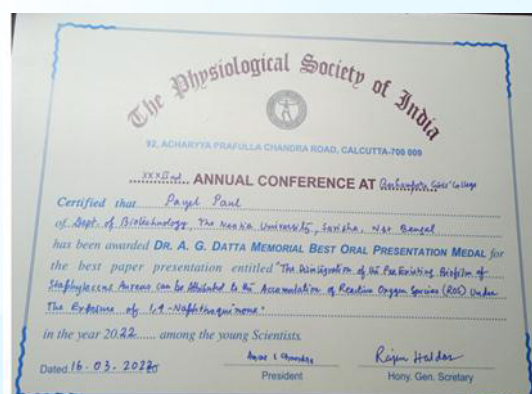 The Physiological Society of India
92, ACHARYYA PRAFULLA CHANDRA ROAD, CALCUTTA-700 009
XXXIInd ANNUAL CONFERENCE AT Girls' College
Certified that Payel Paul
of Dept. of Biotechnology, The Neotia University, Sarisha, West Bengal
has been awarded DR. A. G. DATTA MEMORIAL BEST ORAL PRESENTATION MEDAL for
the best paper presentation entitled "The Disintegration of the Pre Existing Biofilm of
Staphylococcus Aureus can be Attributed to the Accumulation of Reactive Oxygen Species (ROS) Under
The Exposure of 1,4-Naphthoquinone"
in the year 2022 among the young Scientists.
Dated. 16.03.2022
President
Hony. Gen. Scretary